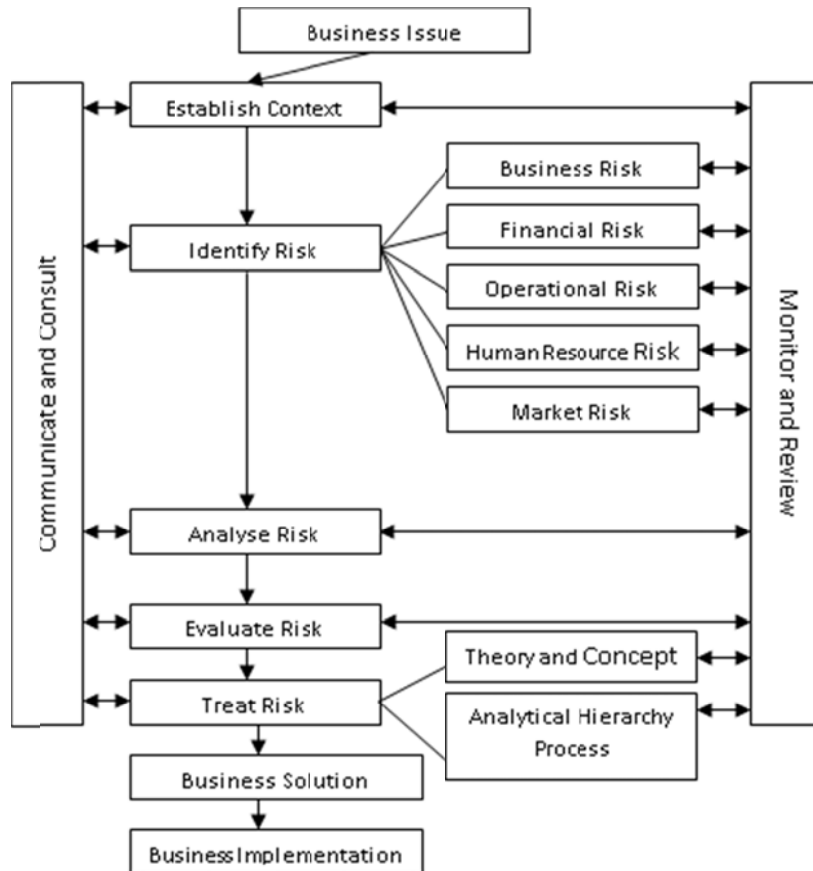 Business Issue
Communicate and Consult
Establish Context
Identify Risk
Business Risk
Financial Risk
Operational Risk
Human Resource Risk
Market Risk
Monitor and Review
Analyse Risk
Evaluate Risk
Treat Risk
Theory and Concept
Analytical Hierarchy
Process
Business Solution
Business Implementation